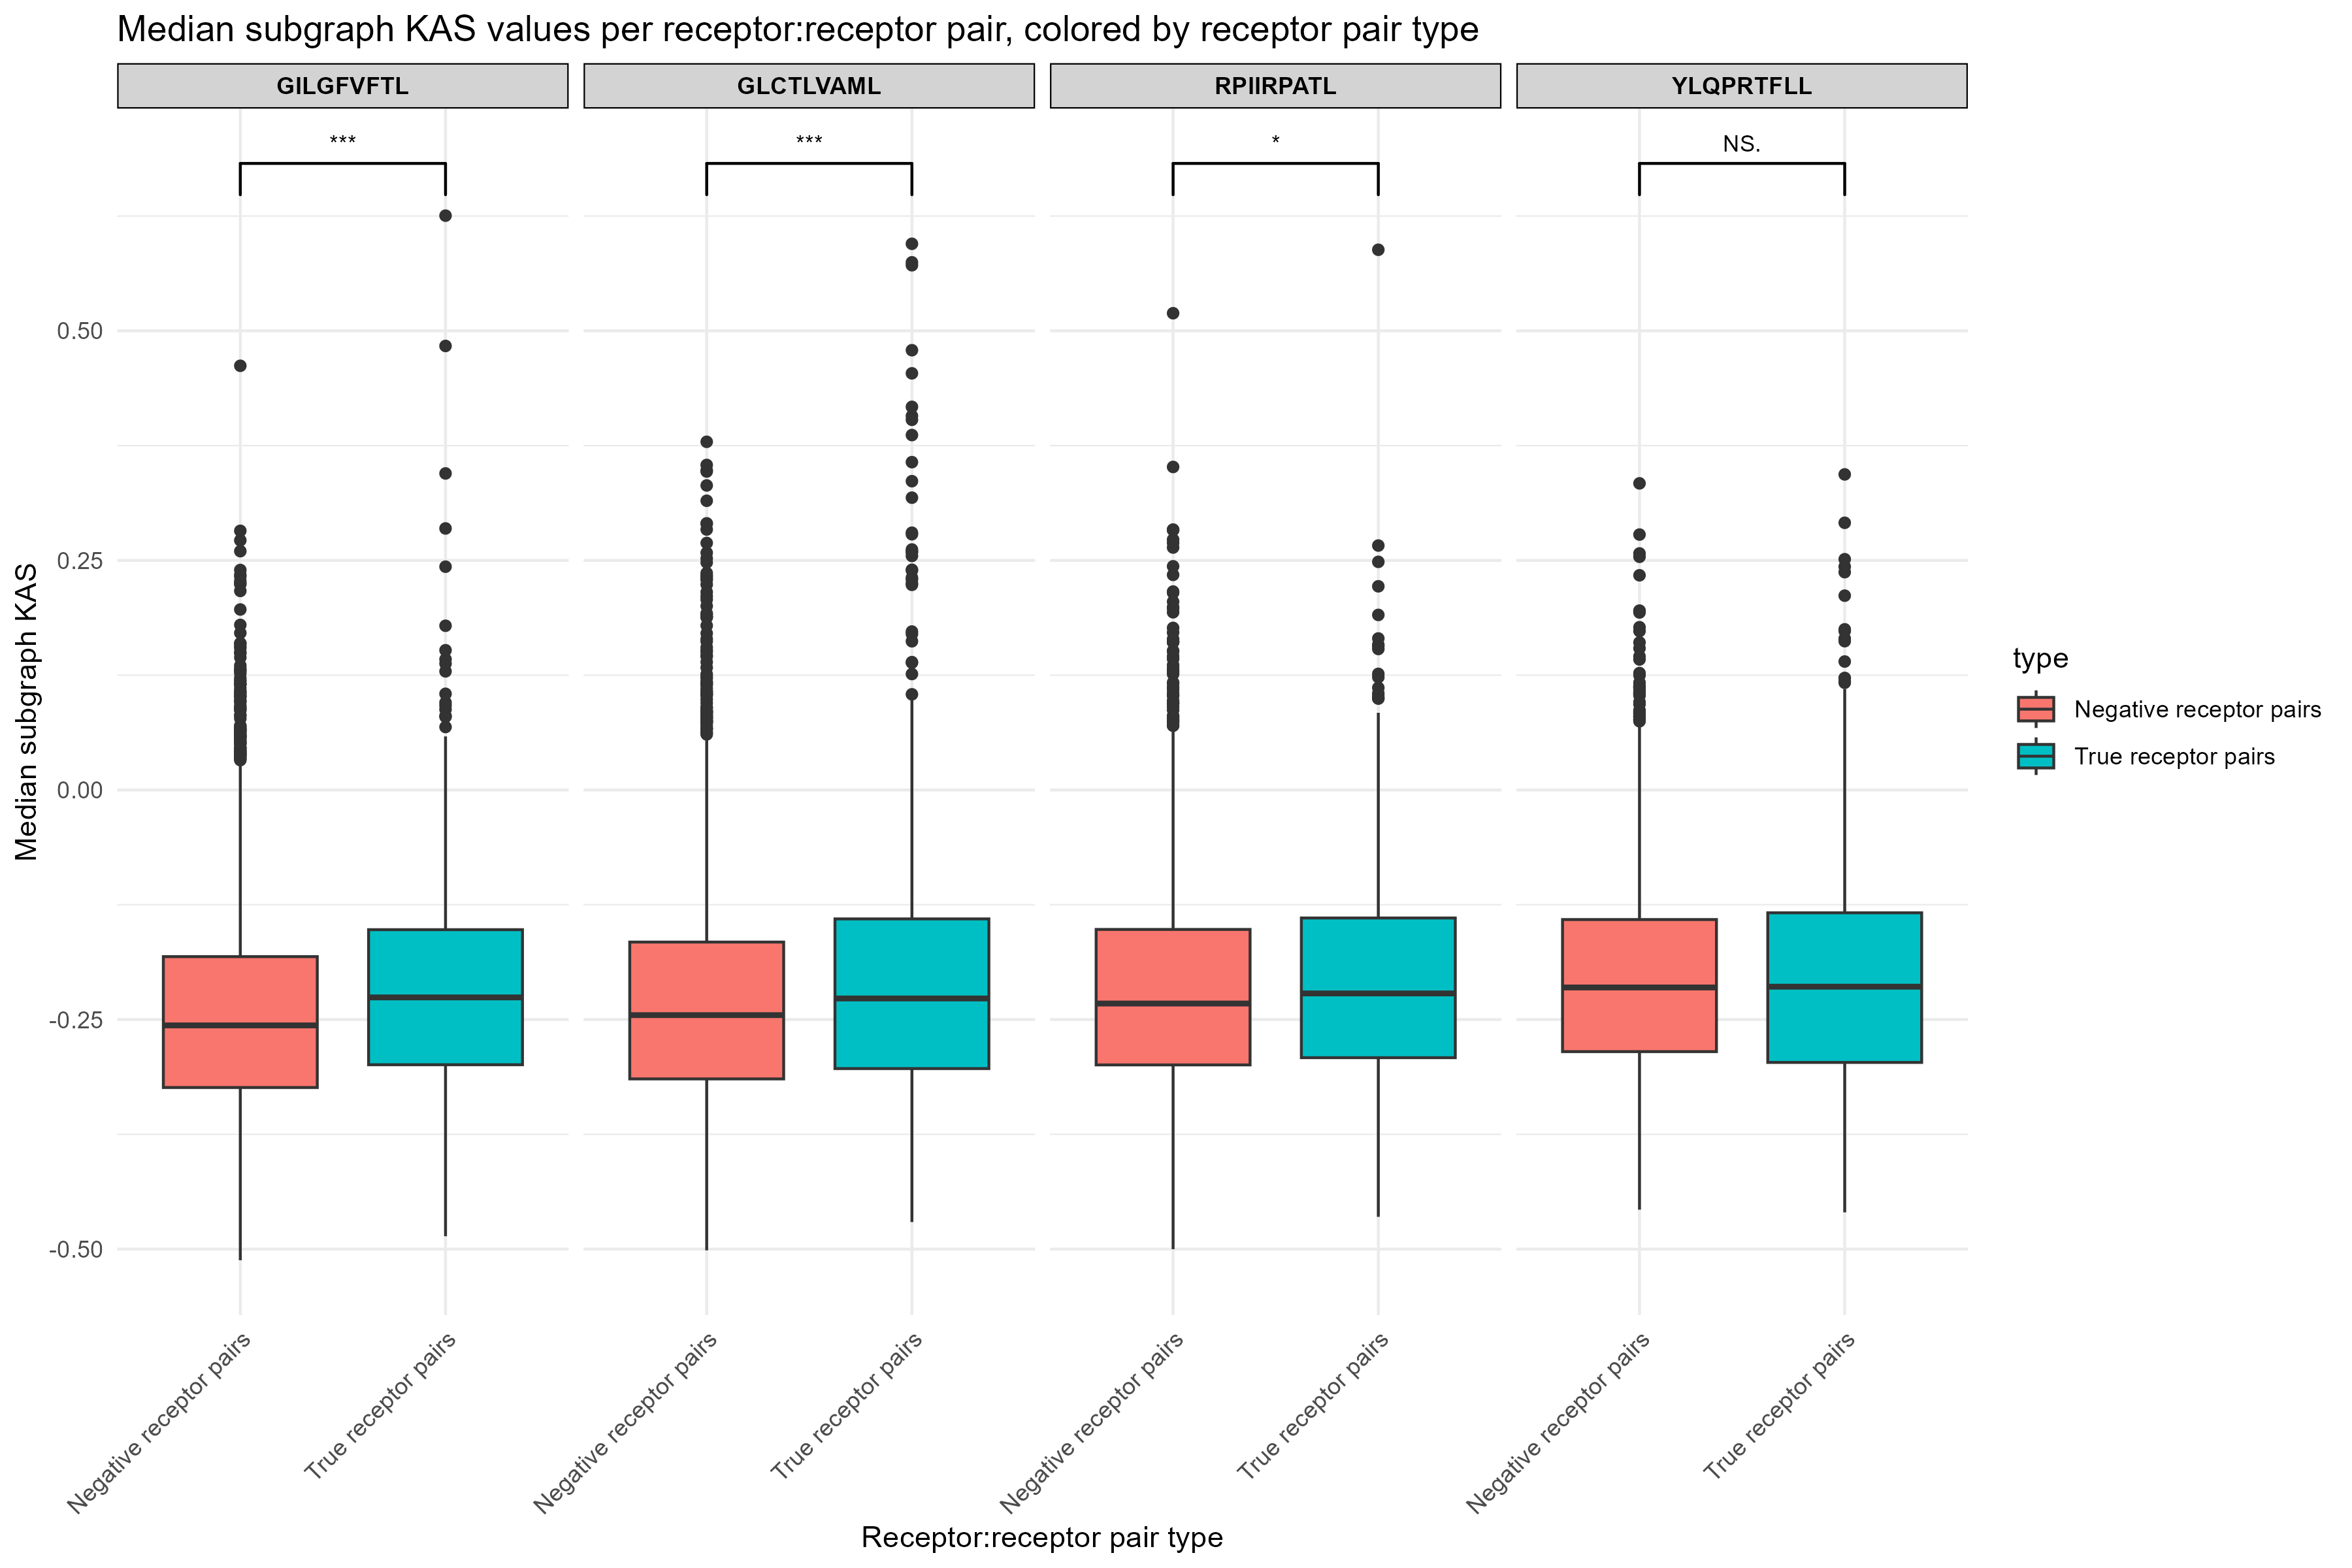 Median subgraph KAS values per receptor:receptor pair, colored by receptor pair type
GILGFVFTL
GLCTLVAML
RPIIRPATL
YLQPRTFLL
***
***
*
NS.
Median subgraph KAS
0.50
0.25
0.00
-0.25
-0.50
type
Negative receptor pairs
True receptor pairs
Negative receptor pairs
True receptor pairs
Negative receptor pairs
True receptor pairs
Negative receptor pairs
True receptor pairs
Negative receptor pairs
True receptor pairs
Receptor:receptor pair type